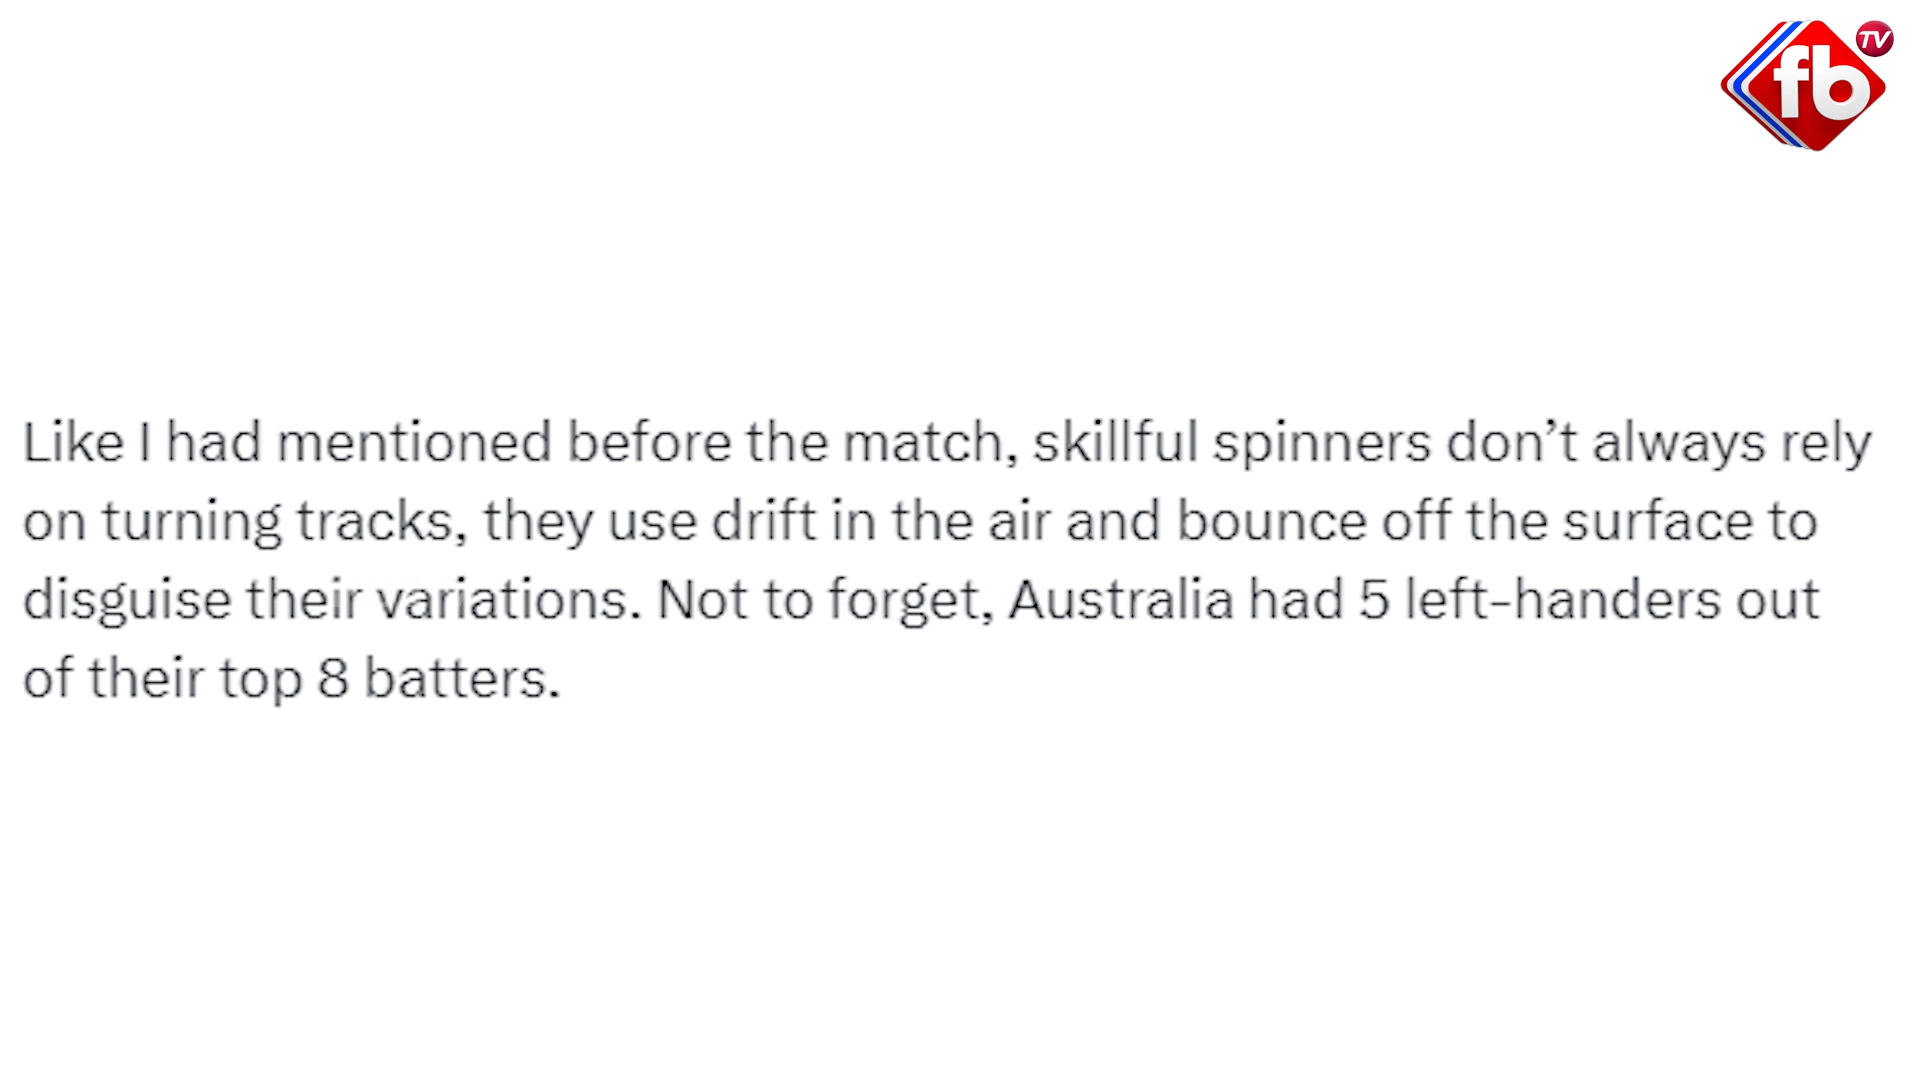 fb TV
Like I had mentioned before the match, skillful spinners don’t always rely
on turning tracks, they use drift in the air and bounce off the surface to
disguise their variations. Not to forget, Australia had 5 left-handers out
of their top 8 batters.